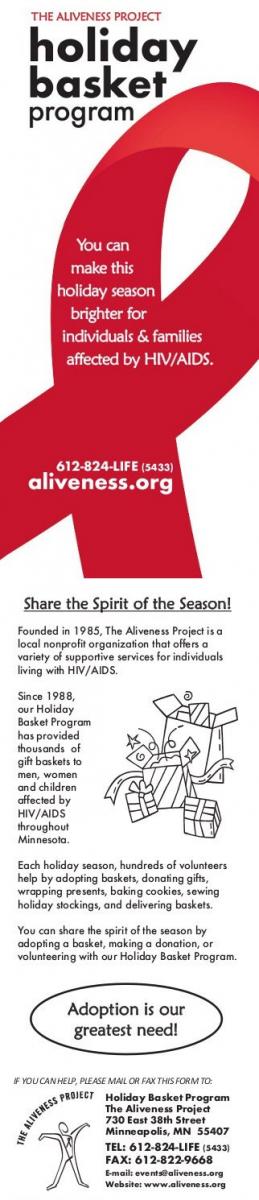 THE ALIVENESS PROJECT
holiday
basket
program
You can
make this
holiday season
brighter for
individuals & families
affected by HIV/AIDS.
612-824-LIFE (5433)
aliveness.org
Share the Spirit of the Season!
Founded in 1985, The Aliveness Project is a
local nonprofit organization that offers a
variety of supportive services for individuals
living with HIV/AIDS.
Since 1988,
our Holiday
Basket Program
has provided
thousands of
gift baskets to
men, women
and children
affected by
HIV/AIDS
throughout
Minnesota.
Each holiday season, hundreds of volunteers
help by adopting baskets, donating gifts,
wrapping presents, baking cookies, sewing
holiday stockings, and delivering baskets.
You can share the spirit of the season by
adopting a basket, making a donation, or
volunteering with our Holiday Basket Program.
Adoption is our
greatest need!
IF YOU CAN HELP, PLEASE MAIL OR FAX THIS FORM TO:
THE ALIVENESS PROJECT
Holiday Basket Program
The Aliveness Project
730 East 38th Street
Minneapolis, MN 55407
TEL: 612-824-LIFE (5433)
FAX: 612-822-9668
E-mail: events@aliveness.org
Website: www.aliveness.org